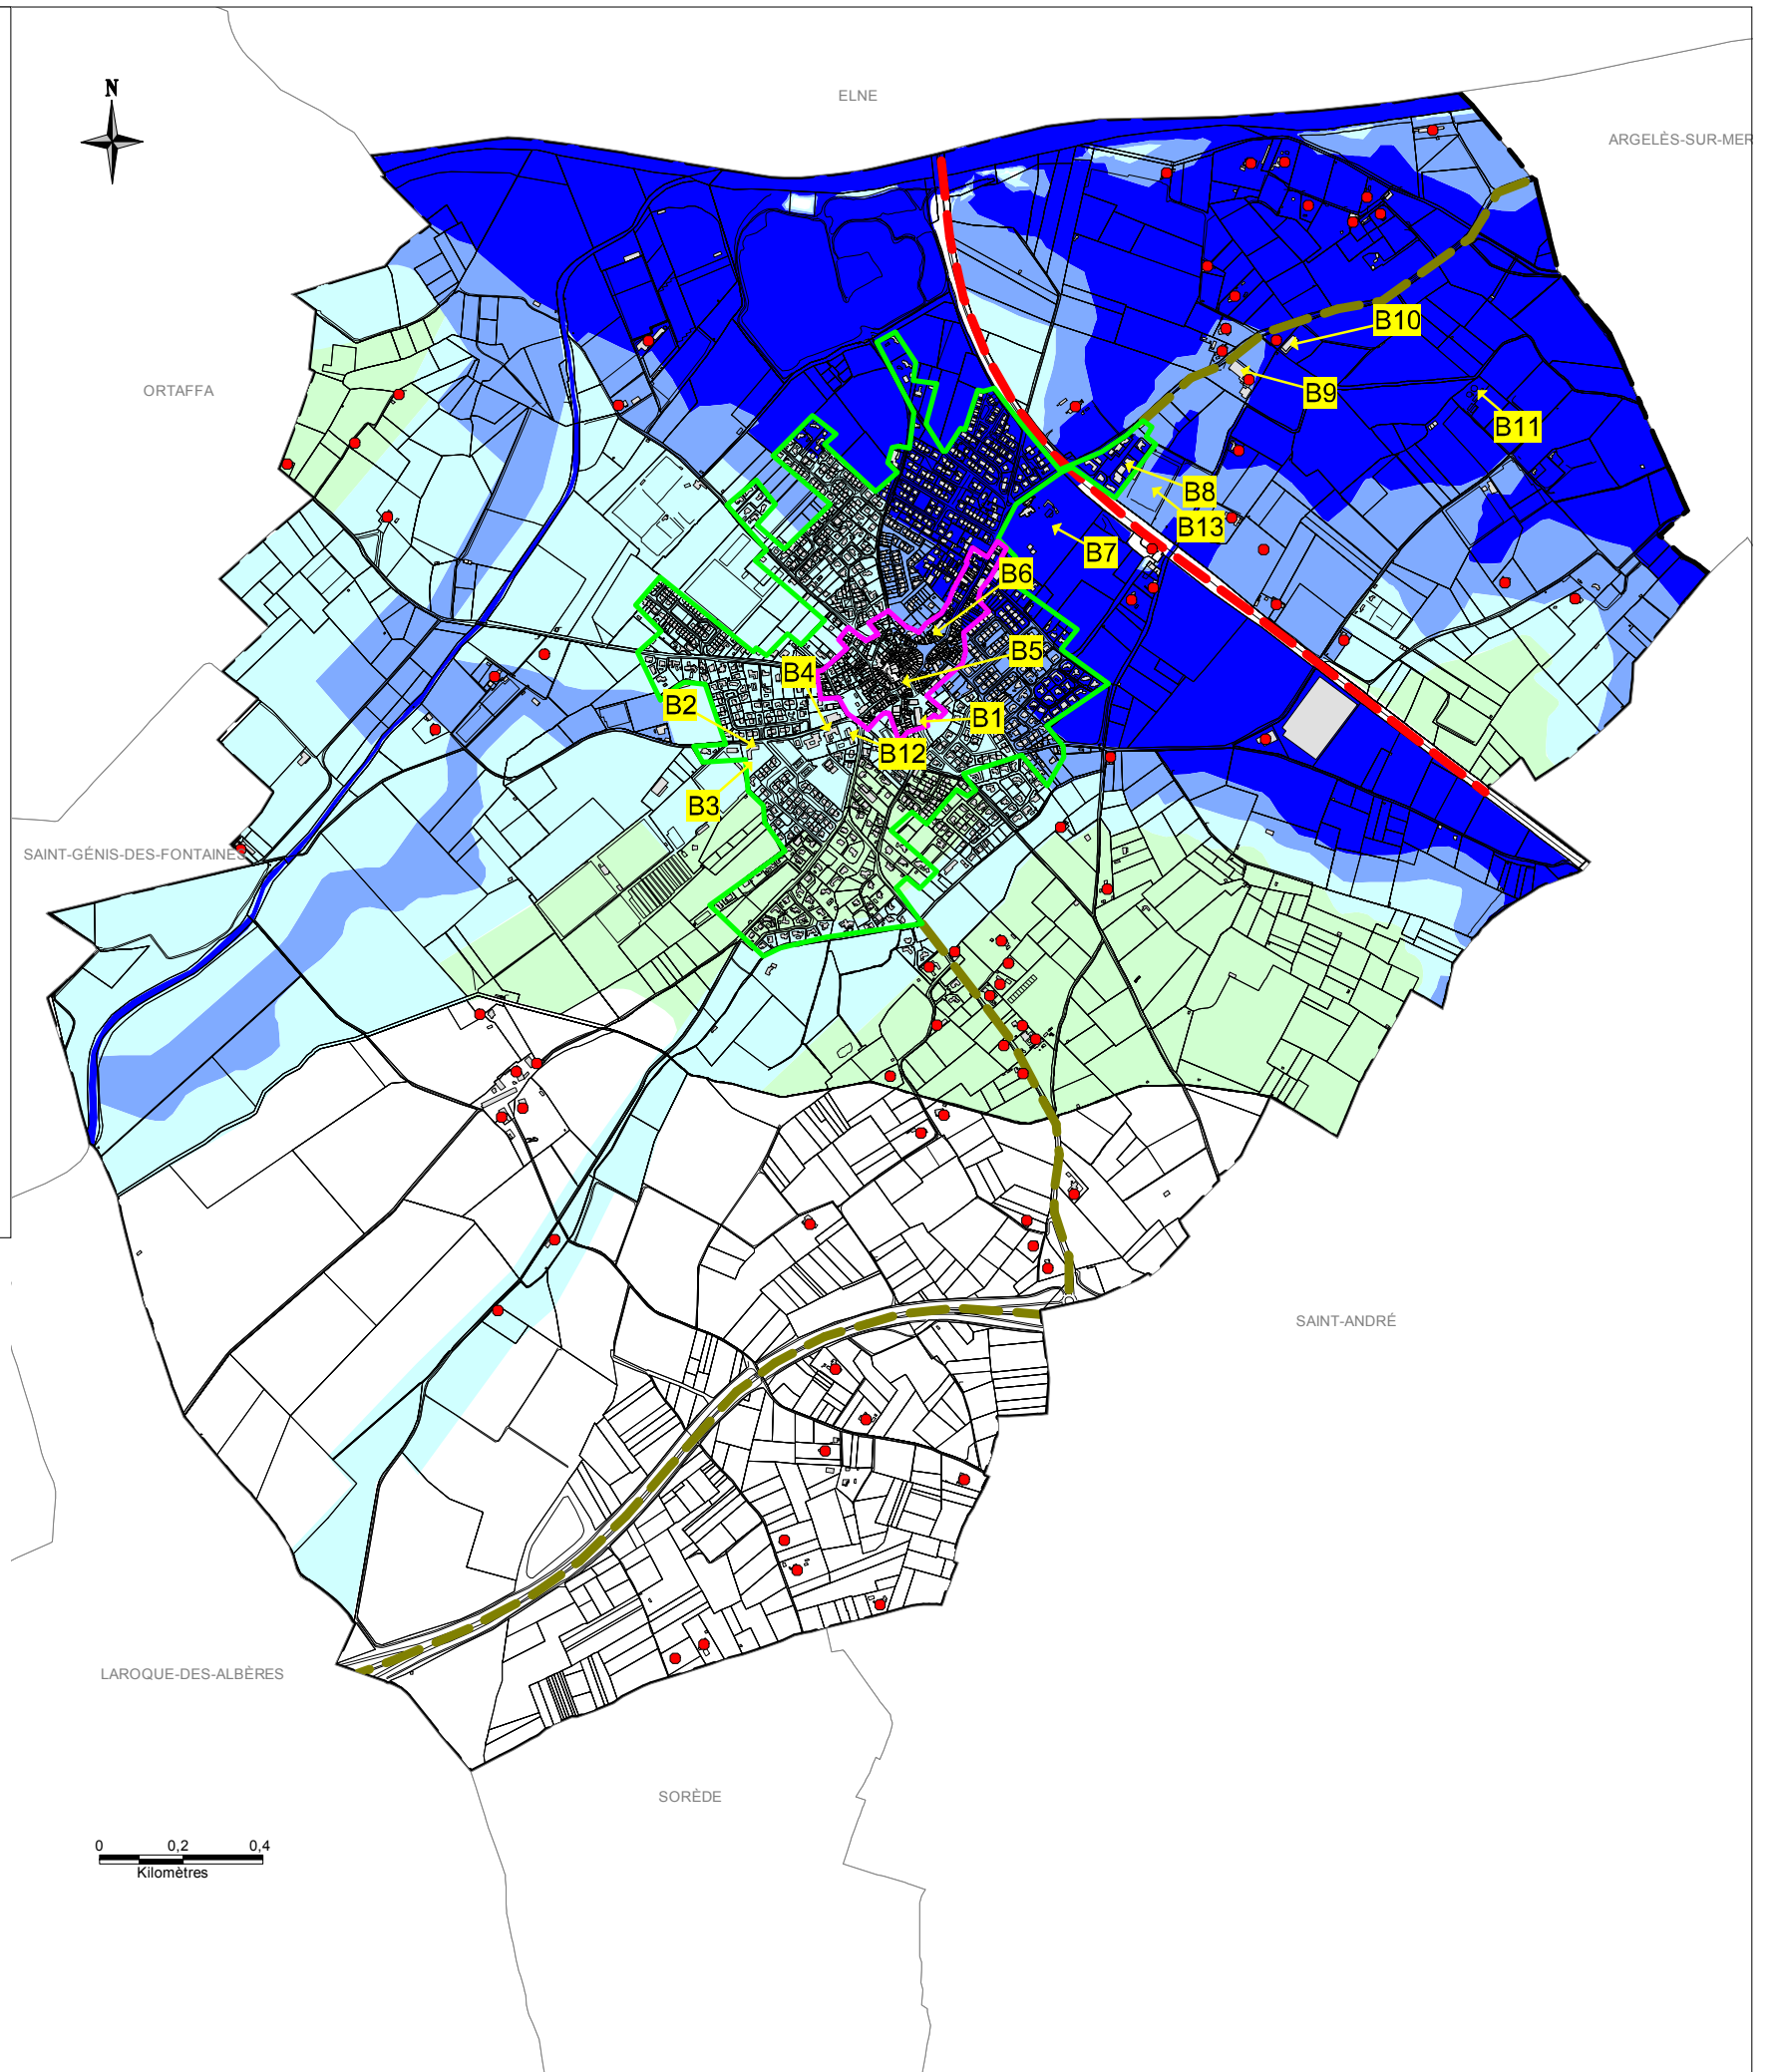 N
ELNE
ARGELÈS-SUR-MER
B10
ORTAFFA
B9
B11
B8
B13
B7
B6
B5
B4
B2
B1
B12
B3
SAINT-GÉNIS-DES-FONTAINES
SAINT-ANDRÉ
LAROQUE-DES-ALBÈRES
SORÈDE
0 0,2 0,4
Kilomètres